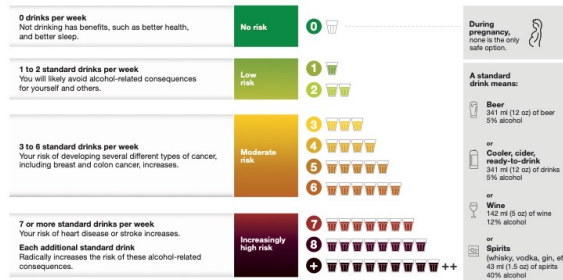 0 drinks per week
Not drinking has benefits, such as better health,
and better sleep.
No risk
0
1 to 2 standard drinks per week
You will likely avoid alcohol-related consequences
for yourself and others.
Low
risk
1
2
3 to 6 standard drinks per week
Your risk of developing several different types of cancer,
including breast and colon cancer, increases.
Moderate
risk
3
4
5
6
7 or more standard drinks per week
Your risk of heart disease or stroke increases.
Each additional standard drink
Radically increases the risk of these alcohol-related
consequences.
Increasingly
high risk
7
8
+
++
During
pregnancy,
none is the only
safe option.
A standard
drink means:
Beer
341 ml (12 oz) of beer
5% alcohol
or
Cooler, cider,
ready-to-drink
341 ml (12 oz) of drinks
5% alcohol
or
Wine
142 ml (5 oz) of wine
12% alcohol
or
Spirits
(whisky, vodka, gin, et
43 ml (1.5 oz) of spirits
40% alcohol